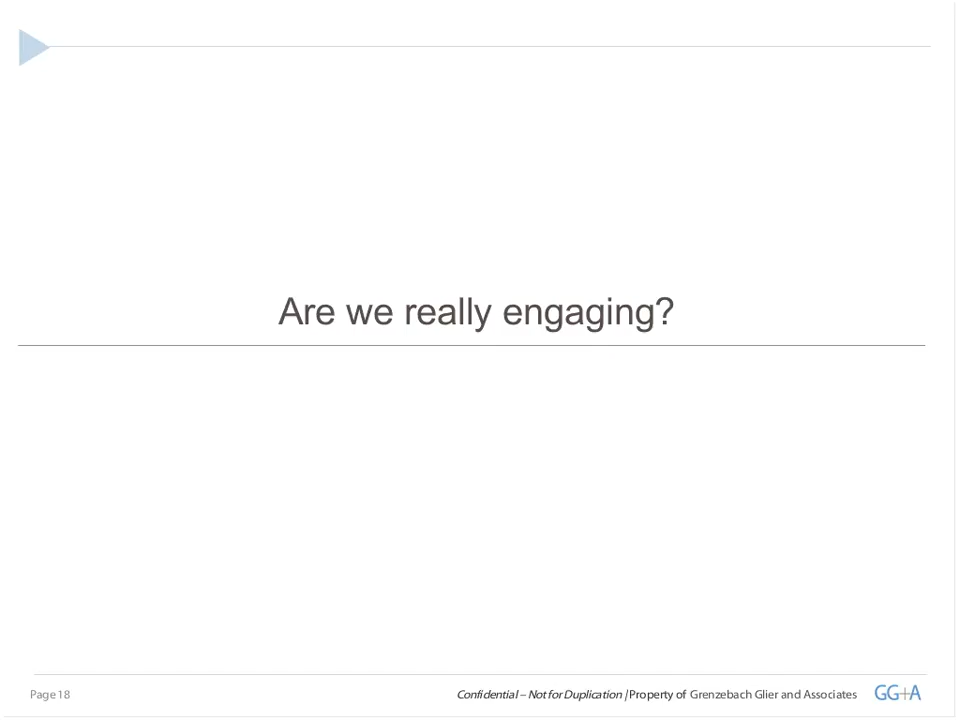 Are we really engaging?
Page 18
Confidential – Not for Duplication | Property of Grenzebach Glier and Associates
GG+A